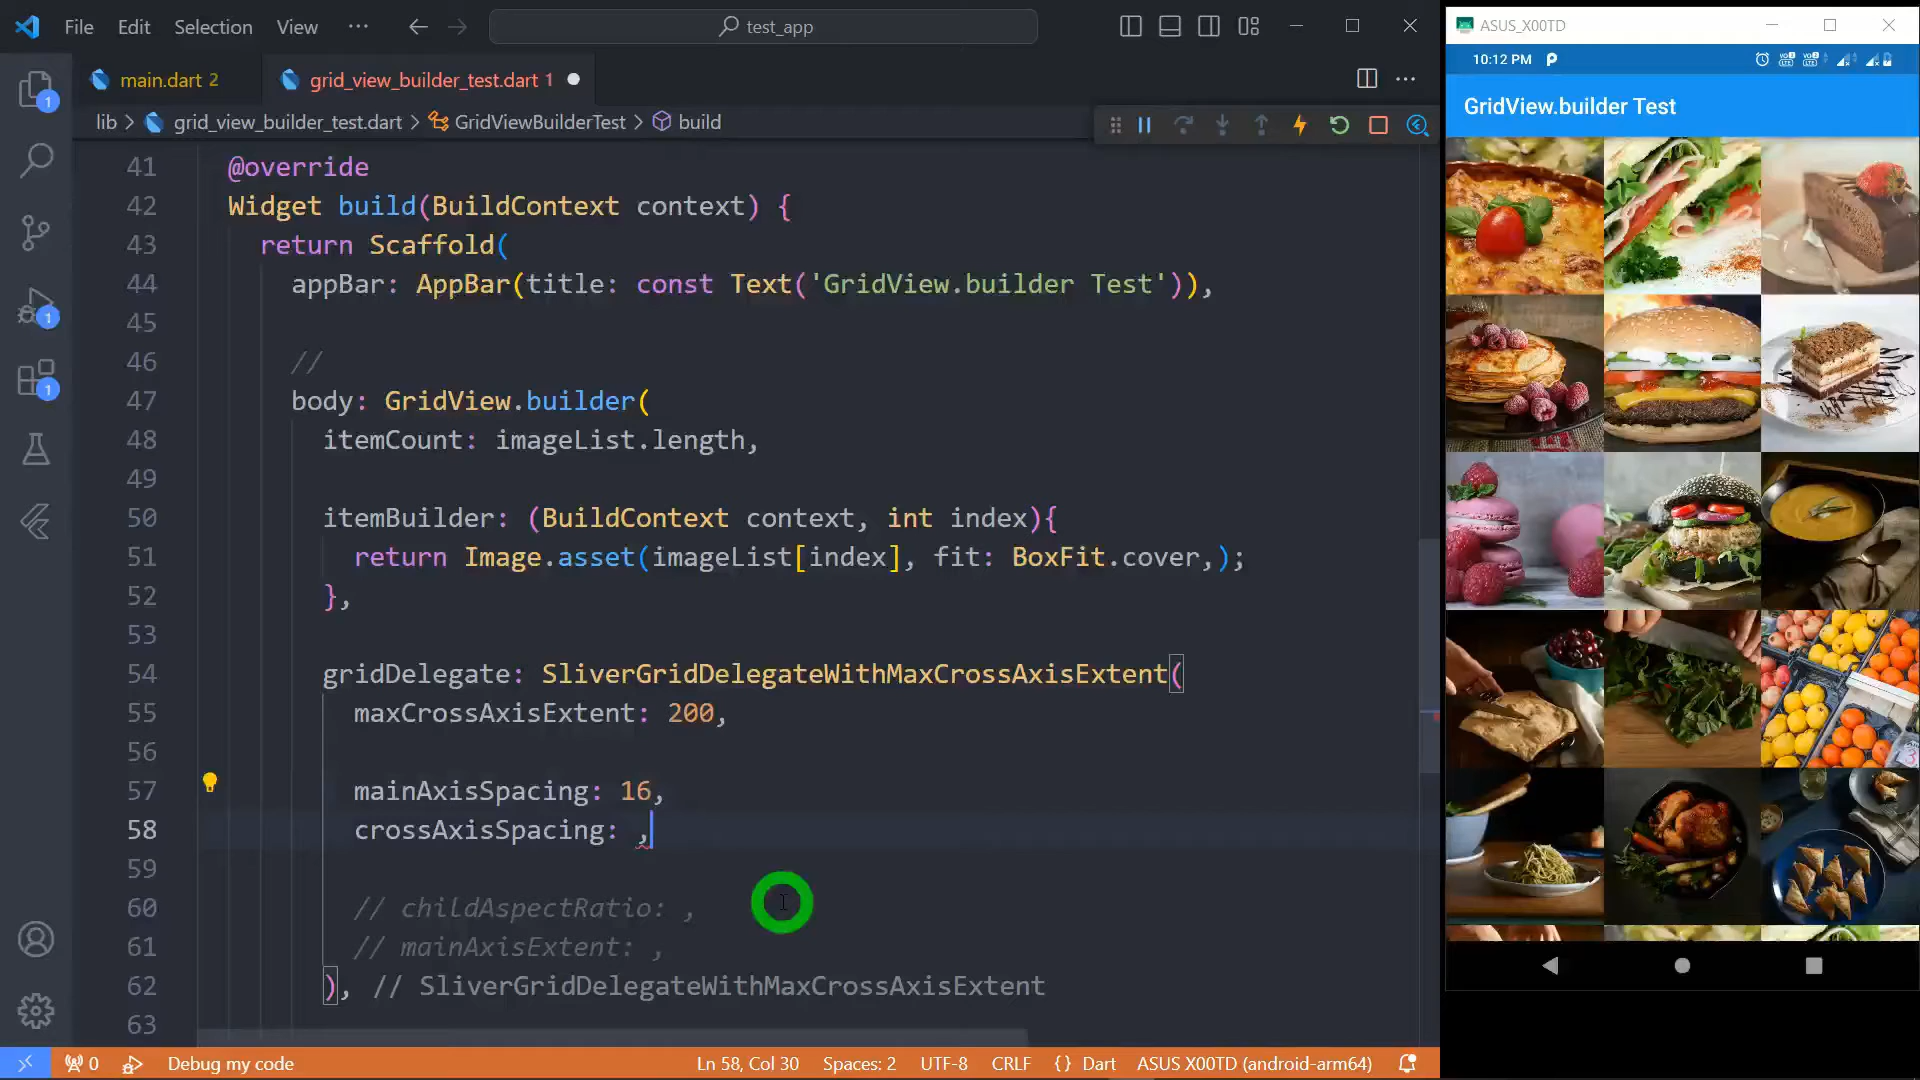 File Edit Selection View ··· test_app
ASUS_X00TD
main.dart 2 grid_view_builder_test.dart 1
10:12 PM
lib > grid_view_builder_test.dart > GridViewBuilderTest > build
GridView.builder Test
41 @override
42 Widget build(BuildContext context) {
43 return Scaffold(
44 appBar: AppBar(title: const Text('GridView.builder Test')),
45
46 //
47 body: GridView.builder(
48 itemCount: imageList.length,
49
50 itemBuilder: (BuildContext context, int index){
51 return Image.asset(imageList[index], fit: BoxFit.cover,);
52 },
53
54 gridDelegate: SliverGridDelegateWithMaxCrossAxisExtent(
55 maxCrossAxisExtent: 200,
56
57 mainAxisSpacing: 16,
58 crossAxisSpacing: ,
59
60 // childAspectRatio: ,
61 // mainAxisExtent: ,
62 ), // SliverGridDelegateWithMaxCrossAxisExtent
63
1
1
1
0 Debug my code Ln 58, Col 30 Spaces: 2 UTF-8 CRLF {} Dart ASUS X00TD (android-arm64)